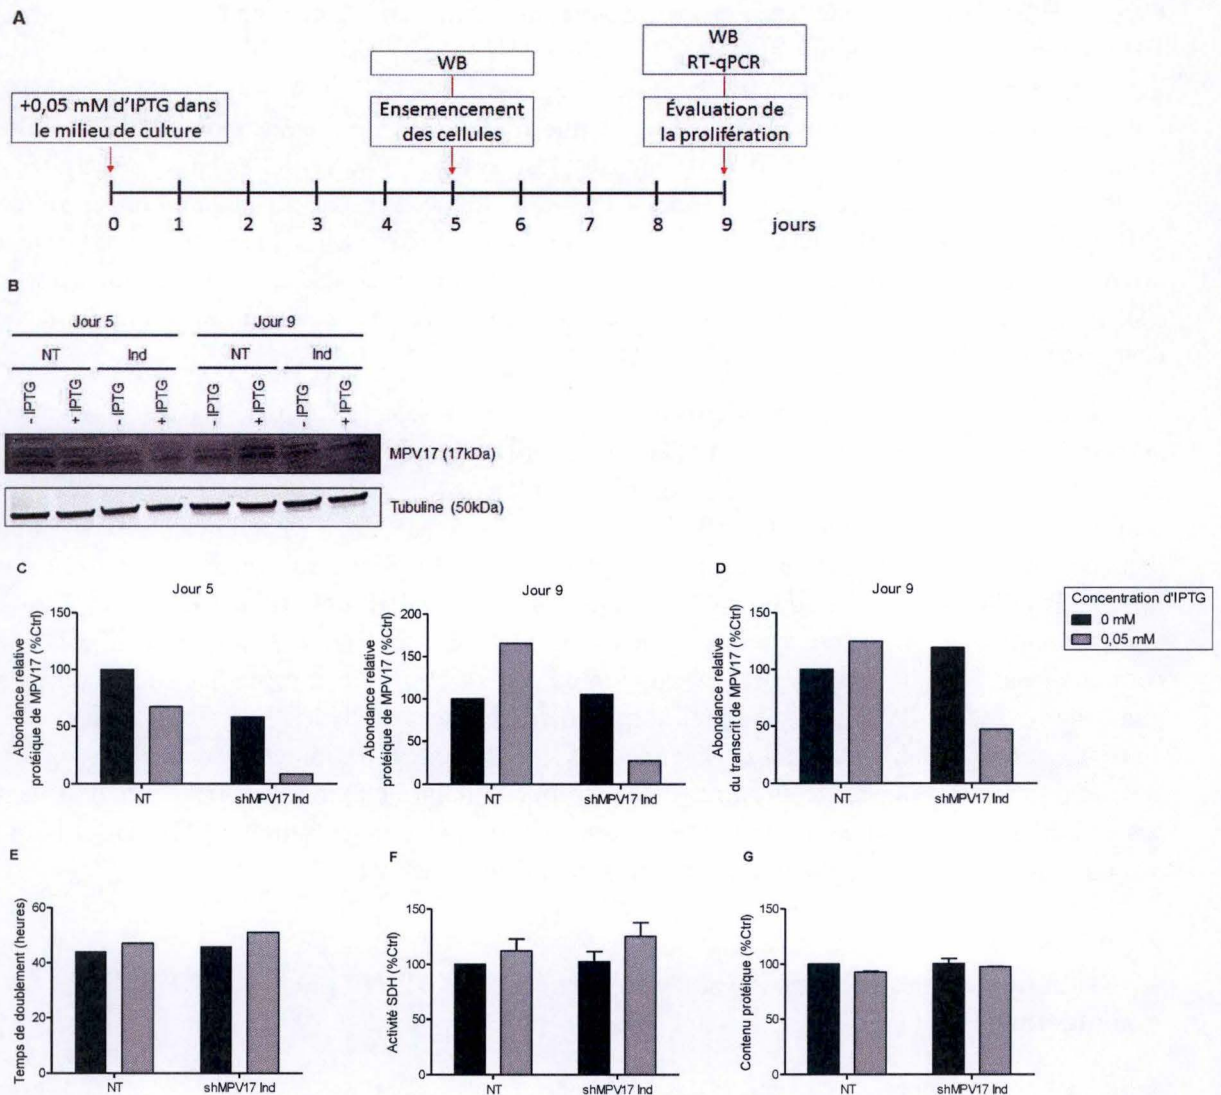 A
+0,05 mM d'IPTG dans
le milieu de culture
WB
Ensemencement
des cellules
WB
RT-qPCR
Évaluation de
la prolifération
0 1 2 3 4 5 6 7 8 9 jours
B
Jour 5 Jour 9
NT Ind NT Ind
- IPTG + IPTG - IPTG + IPTG - IPTG + IPTG - IPTG + IPTG
MPV17 (17kDa)
Tubuline (50kDa)
C
Jour 5
Abondance relative
protéique de MPV17 (%Ctrl)
150
100
50
0
NT shMPV17 Ind
Jour 9
Abondance relative
protéique de MPV17 (%Ctrl)
200
150
100
50
0
NT shMPV17 Ind
D
Jour 9
Abondance relative
du transcrit de MPV17 (%Ctrl)
150
100
50
0
NT shMPV17 Ind
Concentration d'IPTG
0 mM
0,05 mM
E
Temps de doublement (heures)
60
40
20
0
NT shMPV17 Ind
F
Activité SDH (%Ctrl)
150
100
50
0
NT shMPV17 Ind
G
Contenu protéique (%Ctrl)
150
100
50
0
NT shMPV17 Ind